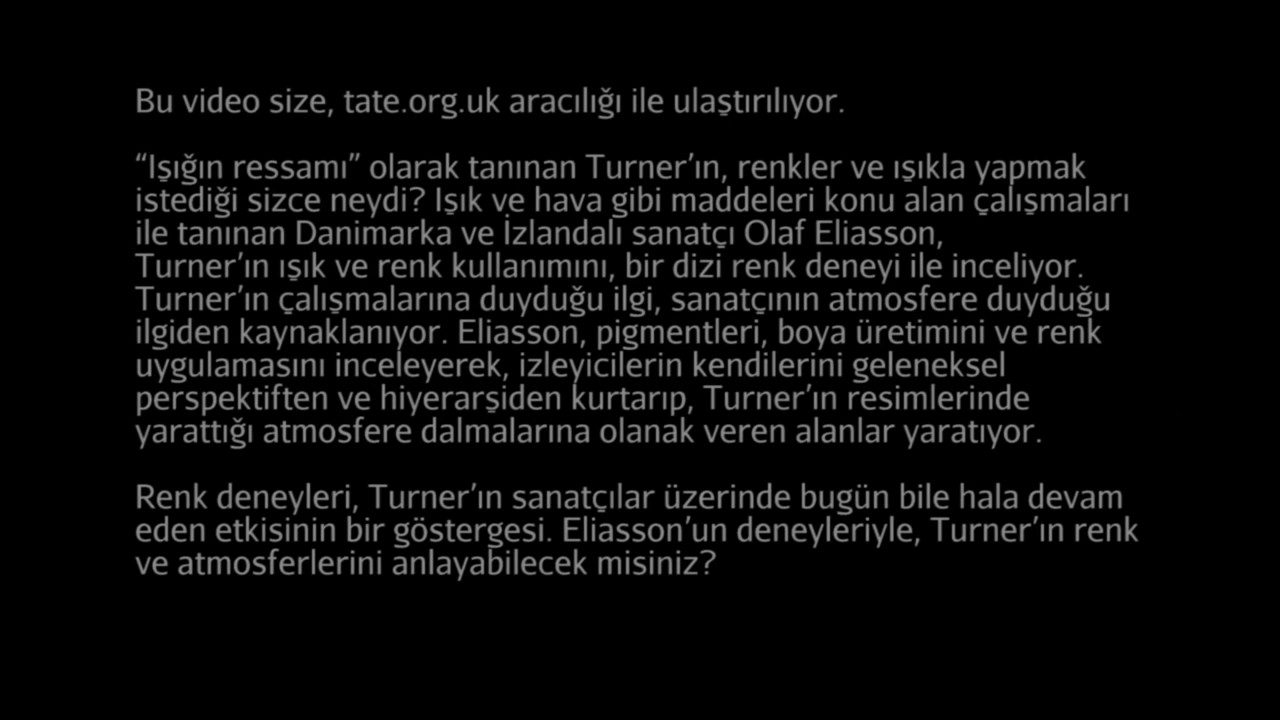 Bu video size, tate.org.uk aracılığı ile ulaştırılıyor.
“Işığın ressamı” olarak tanınan Turner’ın, renkler ve ışıkla yapmak
istediği sizce neydi? Işık ve hava gibi maddeleri konu alan çalışmaları
ile tanınan Danimarka ve İzlandalı sanatçı Olaf Eliasson,
Turner’ın ışık ve renk kullanımını, bir dizi renk deneyi ile inceliyor.
Turner’ın çalışmalarına duyduğu ilgi, sanatçının atmosfere duyduğu
ilgiden kaynaklanıyor. Eliasson, pigmentleri, boya üretimini ve renk
uygulamasını inceleyerek, izleyicilerin kendilerini geleneksel
perspektiften ve hiyerarşiden kurtarıp, Turner’ın resimlerinde
yarattığı atmosfere dalmalarına olanak veren alanlar yaratıyor.
Renk deneyleri, Turner’ın sanatçılar üzerinde bugün bile hala devam
eden etkisinin bir göstergesi. Eliasson’un deneyleriyle, Turner’ın renk
ve atmosferlerini anlayabilecek misiniz?